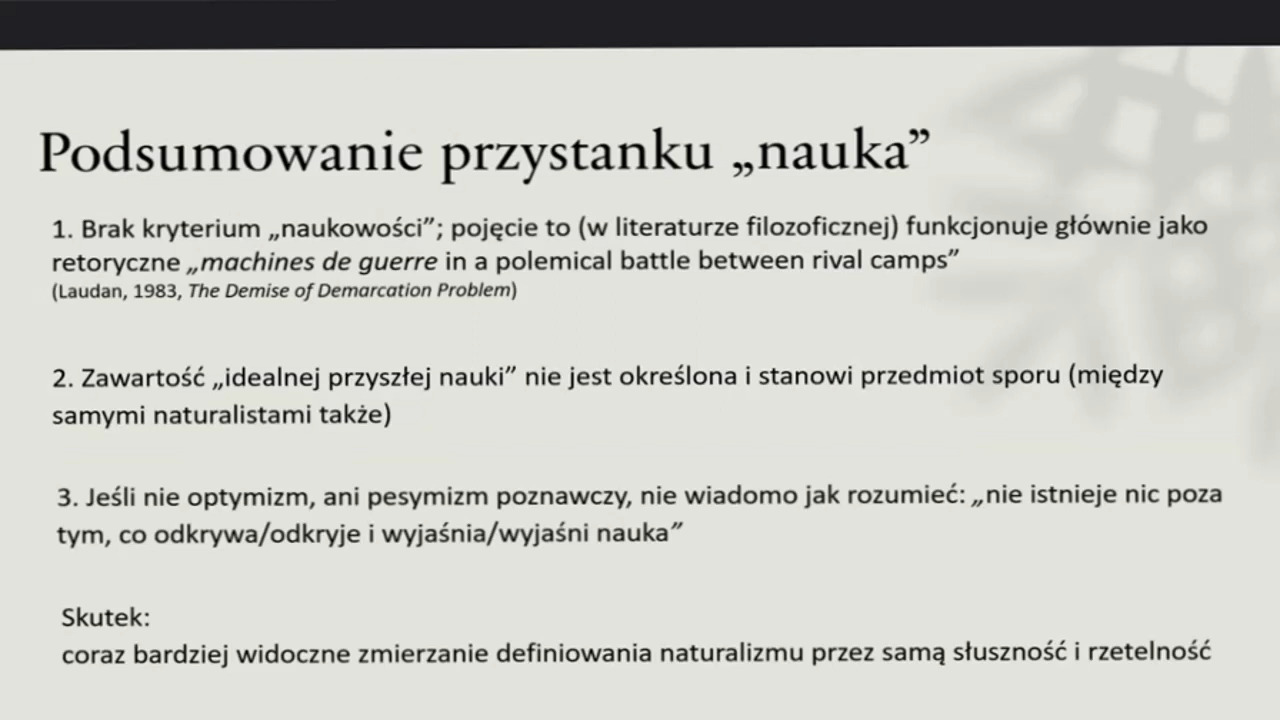 Podsumowanie przystanku „nauka”
1. Brak kryterium „naukowości”; pojęcie to (w literaturze filozoficznej) funkcjonuje głównie jako
retoryczne „machines de guerre in a polemical battle between rival camps”
(Laudan, 1983, The Demise of Demarcation Problem)
2. Zawartość „idealnej przyszłej nauki” nie jest określona i stanowi przedmiot sporu (między
samymi naturalistami także)
3. Jeśli nie optymizm, ani pesymizm poznawczy, nie wiadomo jak rozumieć: „nie istnieje nic poza
tym, co odkrywa/odkryje i wyjaśnia/wyjaśni nauka”
Skutek:
coraz bardziej widoczne zmierzanie definiowania naturalizmu przez samą słuszność i rzetelność